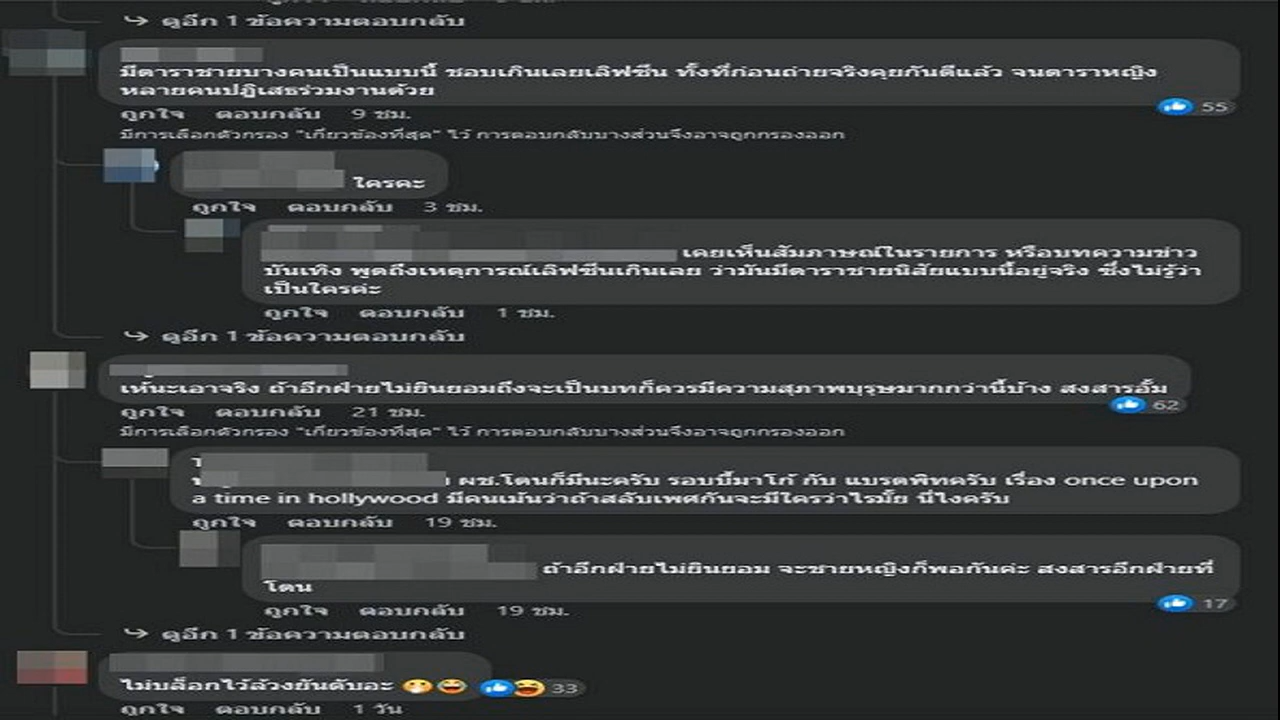 ดูอีก 1 ข้อความตอบกลับ
มีดาราชายบางคนเป็นแบบนี้ ชอบเกินเลยเลิฟซีน ทั้งที่ก่อนถ่ายจริงคุยกันดีแล้ว จนดาราหญิง
หลายคนปฏิเสธร่วมงานด้วย
55
ถูกใจ ตอบกลับ 9 ชม.
มีการเลือกตัวกรอง "เกี่ยวข้องที่สุด" ไว้ การตอบกลับบางส่วนจึงอาจถูกกรองออก
ใครคะ
ถูกใจ ตอบกลับ 3 ชม.
เคยเห็นสัมภาษณ์ในรายการ หรือบทความข่าว
บันเทิง พูดถึงเหตุการณ์เลิฟซีนเกินเลย ว่ามันมีดาราชายนิสัยแบบนี้อยู่จริง ซึ่งไม่รู้ว่า
เป็นใครค่ะ
ถูกใจ ตอบกลับ 1 ชม.
ดูอีก 1 ข้อความตอบกลับ
เห้นะเอาจริง ถ้าอีกฝ่ายไม่ยินยอมถึงจะเป็นบทก็ควรมีความสุภาพบุรุษมากกว่านี้บ้าง สงสารอั้ม
62
ถูกใจ ตอบกลับ 21 ชม.
มีการเลือกตัวกรอง "เกี่ยวข้องที่สุด" ไว้ การตอบกลับบางส่วนจึงอาจถูกกรองออก
ผช.โดนก็มีนะครับ รอบบี้มาโก้ กับ แบรดพิทครับ เรื่อง once upon
a time in hollywood มีคนเม้นว่าถ้าสลับเพศกันจะมีใครว่าไรมั้ย นี่ไงครับ
ถูกใจ ตอบกลับ 19 ชม.
ถ้าอีกฝ่ายไม่ยินยอม จะชายหญิงก็พอกันค่ะ สงสารอีกฝ่ายที่
โดน
17
ถูกใจ ตอบกลับ 19 ชม.
ดูอีก 1 ข้อความตอบกลับ
ไม่บล็อกไว้ล้วงยันตับอะ 33
ถูกใจ ตอบกลับ 1 วัน